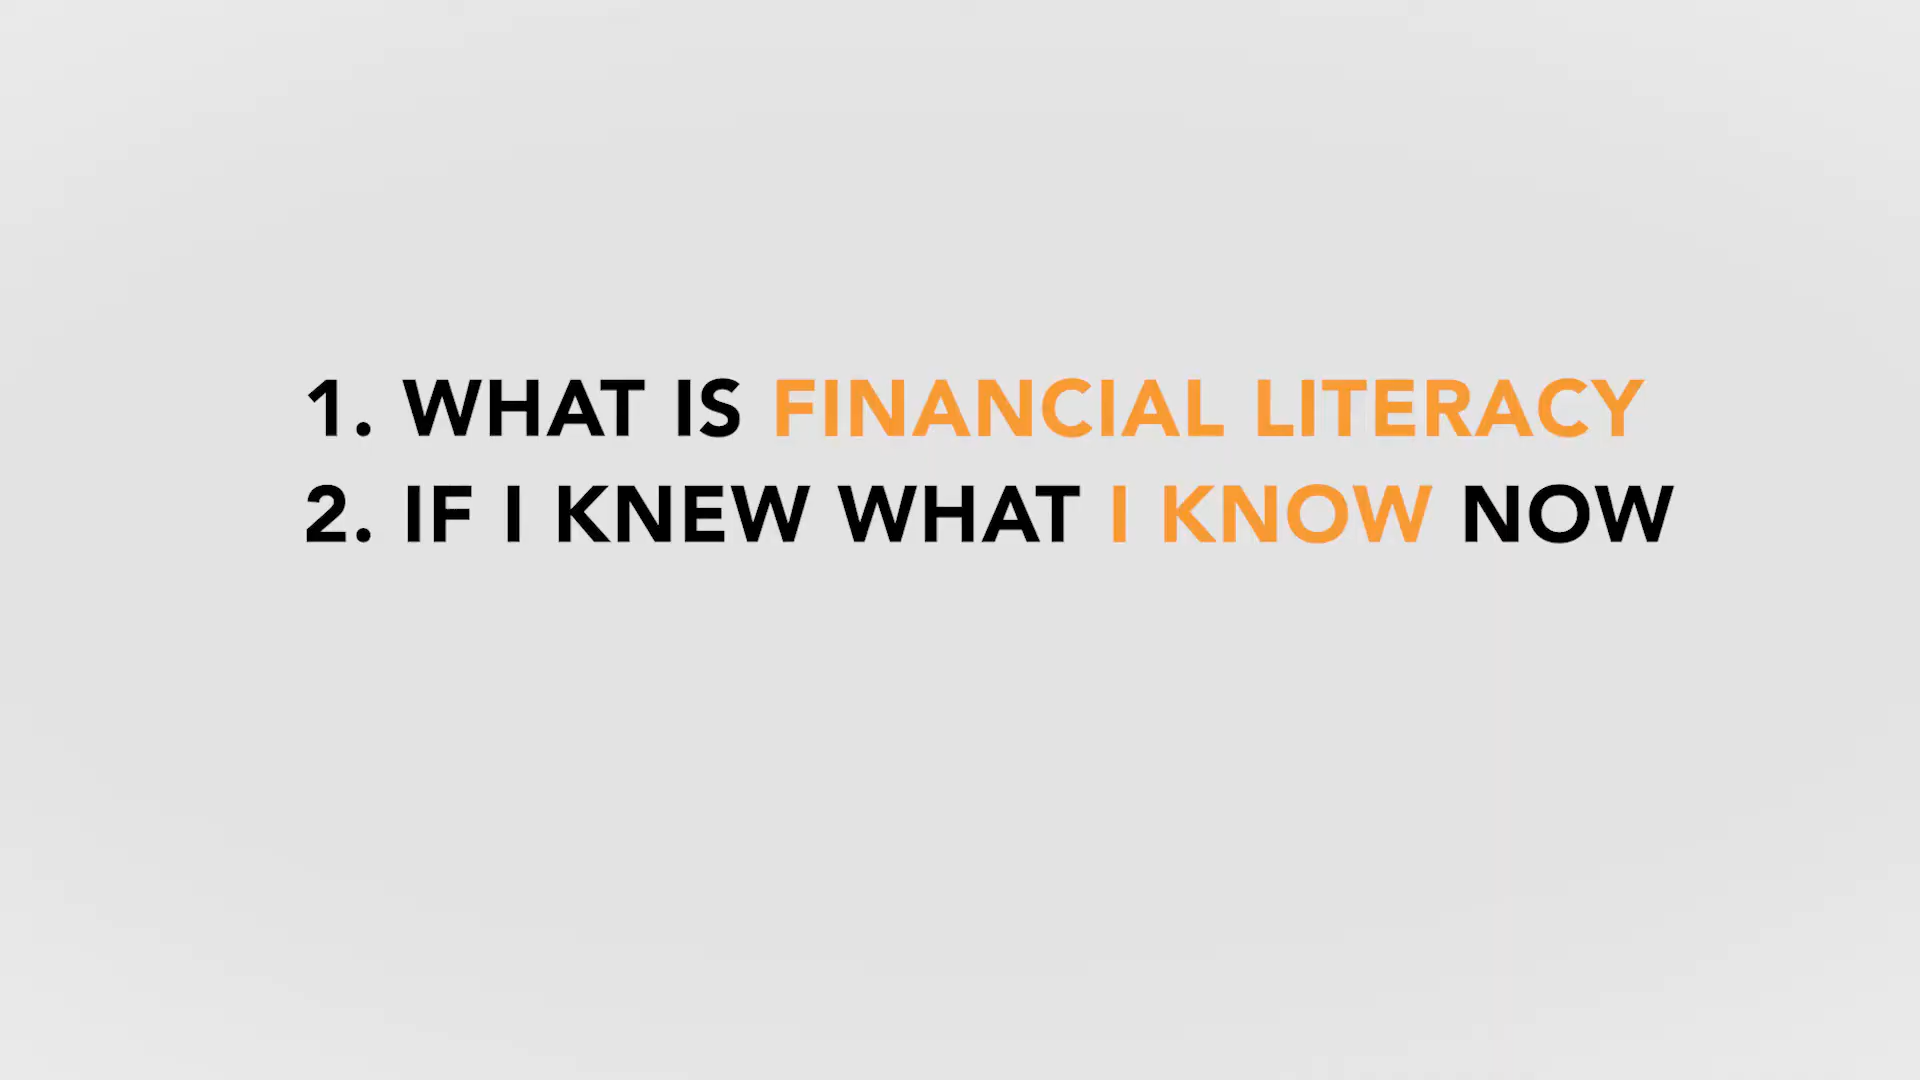 1. WHAT IS FINANCIAL LITERACY
2. IF I KNEW WHAT I KNOW NOW